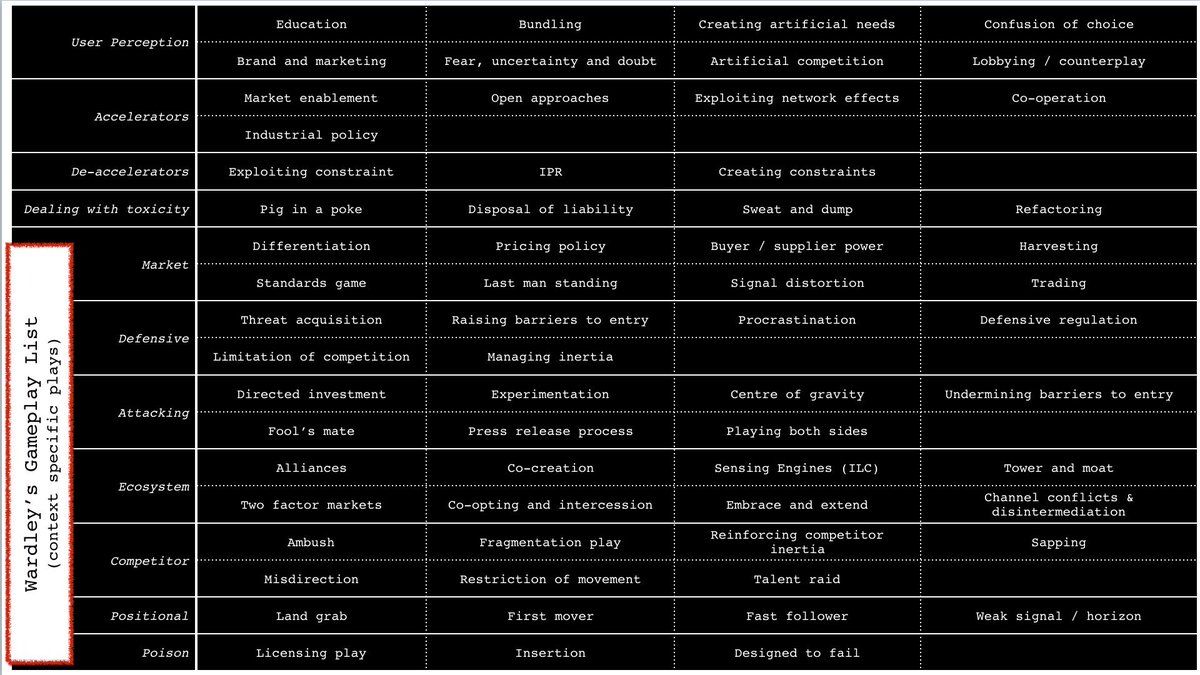 Wardley's Gameplay List
(context specific plays)
User Perception
Education
Bundling
Creating artificial needs
Confusion of choice
Brand and marketing
Fear, uncertainty and doubt
Artificial competition
Lobbying / counterplay
Accelerators
Market enablement
Open approaches
Exploiting network effects
Co-operation
Industrial policy
De-accelerators
Exploiting constraint
IPR
Creating constraints
Dealing with toxicity
Pig in a poke
Disposal of liability
Sweat and dump
Refactoring
Market
Differentiation
Pricing policy
Buyer / supplier power
Harvesting
Standards game
Last man standing
Signal distortion
Trading
Defensive
Threat acquisition
Raising barriers to entry
Procrastination
Defensive regulation
Limitation of competition
Managing inertia
Attacking
Directed investment
Experimentation
Centre of gravity
Undermining barriers to entry
Fool's mate
Press release process
Playing both sides
Ecosystem
Alliances
Co-creation
Sensing Engines (ILC)
Tower and moat
Two factor markets
Co-opting and intercession
Embrace and extend
Channel conflicts &
disintermediation
Competitor
Ambush
Fragmentation play
Reinforcing competitor
inertia
Sapping
Misdirection
Restriction of movement
Talent raid
Positional
Land grab
First mover
Fast follower
Weak signal / horizon
Poison
Licensing play
Insertion
Designed to fail